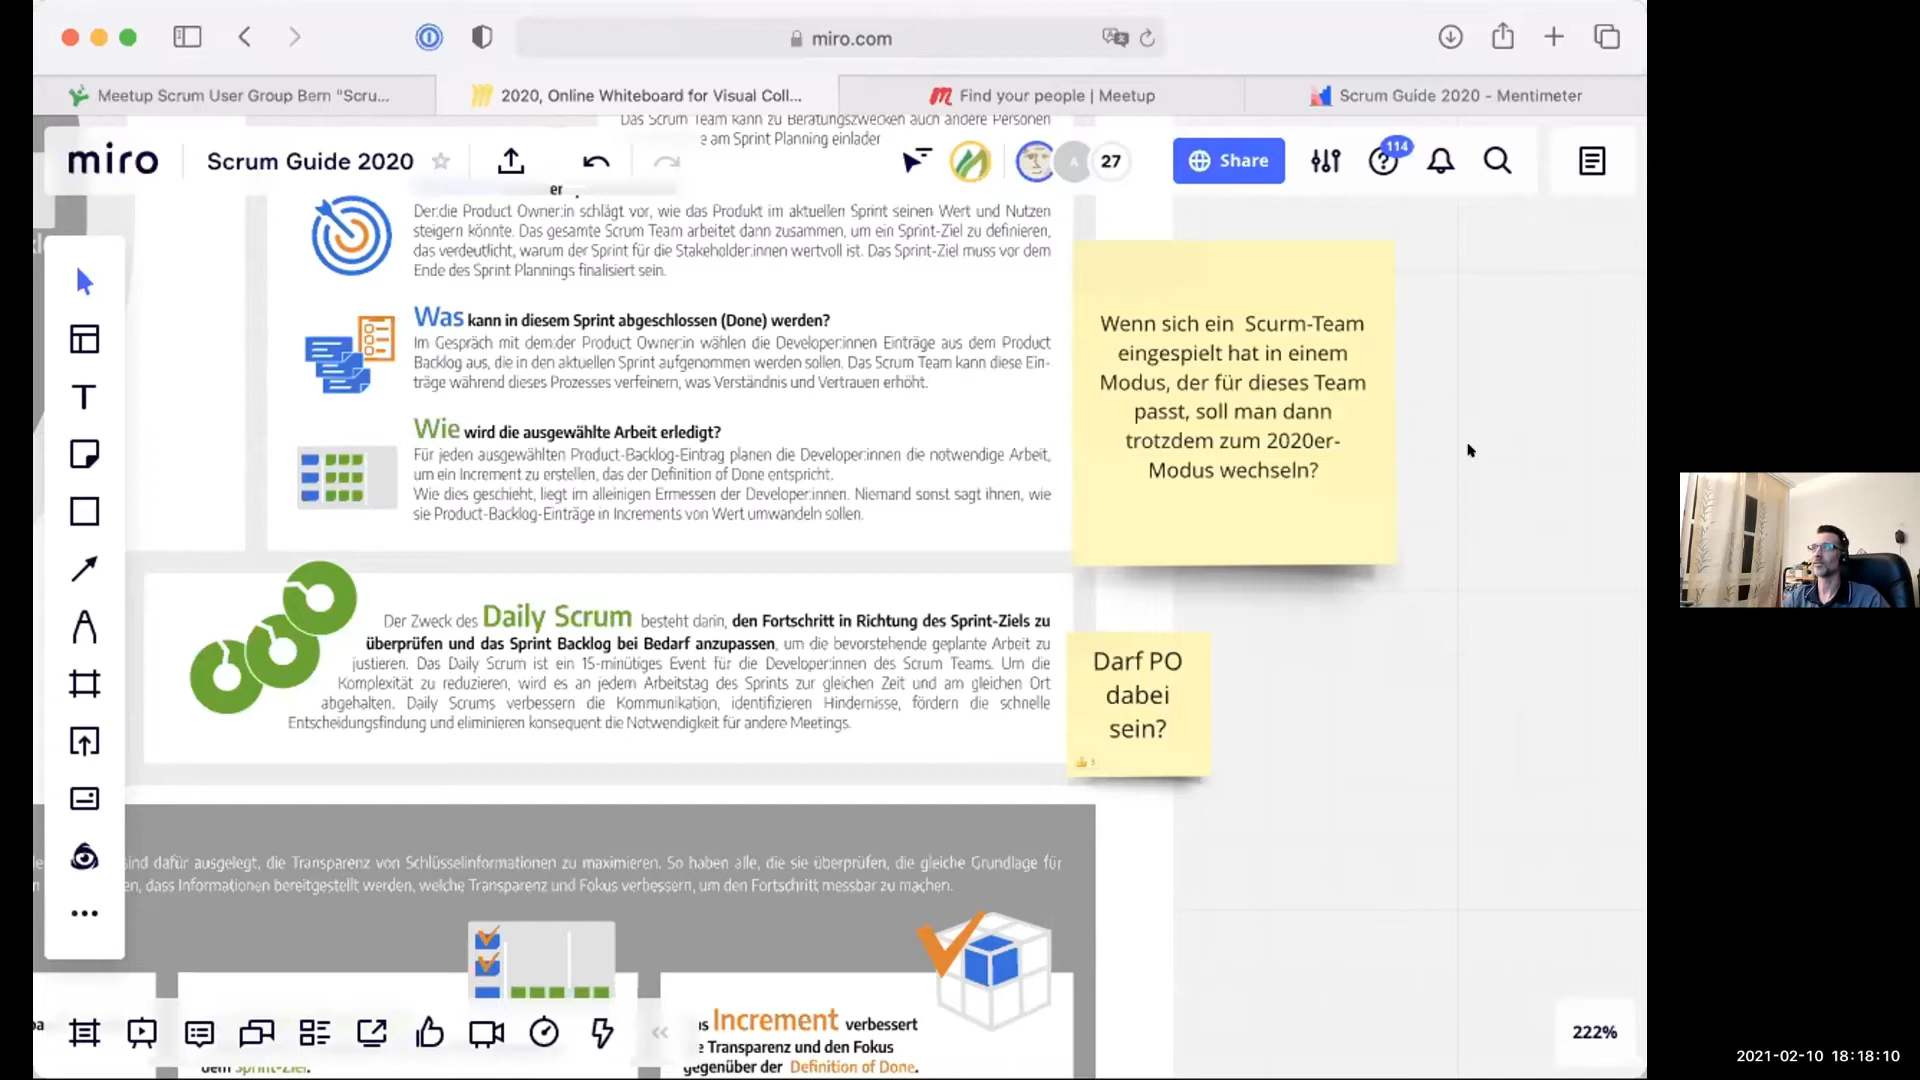 miro.com
Meetup Scrum User Group Bern "Scru...
2020, Online Whiteboard for Visual Coll...
Find your people | Meetup
Scrum Guide 2020 - Mentimeter
Das Scrum Team kann zu Beratungszwecken auch andere Personen
e am Sprint Planning einladen
miro
Scrum Guide 2020
A
27
Share
114
er
Der:die Product Owner:in schlägt vor, wie das Produkt im aktuellen Sprint seinen Wert und Nutzen
steigern könnte. Das gesamte Scrum Team arbeitet dann zusammen, um ein Sprint-Ziel zu definieren,
das verdeutlicht, warum der Sprint für die Stakeholder:innen wertvoll ist. Das Sprint-Ziel muss vor dem
Ende des Sprint Plannings finalisiert sein.
Was kann in diesem Sprint abgeschlossen (Done) werden?
Im Gespräch mit dem:der Product Owner:in wählen die Developer:innen Einträge aus dem Product
Backlog aus, die in den aktuellen Sprint aufgenommen werden sollen. Das Scrum Team kann diese Ein-
träge während dieses Prozesses verfeinern, was Verständnis und Vertrauen erhöht.
Wie wird die ausgewählte Arbeit erledigt?
Für jeden ausgewählten Product-Backlog-Eintrag planen die Developer:innen die notwendige Arbeit,
um ein Increment zu erstellen, das der Definition of Done entspricht.
Wie dies geschieht, liegt im alleinigen Ermessen der Developer:innen. Niemand sonst sagt ihnen, wie
sie Product-Backlog-Einträge in Increments von Wert umwandeln sollen.
Wenn sich ein Scurm-Team
eingespielt hat in einem
Modus, der für dieses Team
passt, soll man dann
trotzdem zum 2020er-
Modus wechseln?
Der Zweck des Daily Scrum besteht darin, den Fortschritt in Richtung des Sprint-Ziels zu
überprüfen und das Sprint Backlog bei Bedarf anzupassen, um die bevorstehende geplante Arbeit zu
justieren. Das Daily Scrum ist ein 15-minütiges Event für die Developer:innen des Scrum Teams. Um die
Komplexität zu reduzieren, wird es an jedem Arbeitstag des Sprints zur gleichen Zeit und am gleichen Ort
abgehalten. Daily Scrums verbessern die Kommunikation, identifizieren Hindernisse, fördern die schnelle
Entscheidungsfindung und eliminieren konsequent die Notwendigkeit für andere Meetings.
Darf PO
dabei
sein?
3
sind dafür ausgelegt, die Transparenz von Schlüsselinformationen zu maximieren. So haben alle, die sie überprüfen, die gleiche Grundlage für
en, dass Informationen bereitgestellt werden, welche Transparenz und Fokus verbessern, um den Fortschritt messbar zu machen.
Increment verbessert
e Transparenz und den Fokus
gegenüber der Definition of Done.
dem Sprint-Ziel.
222%
2021-02-10 18:18:10